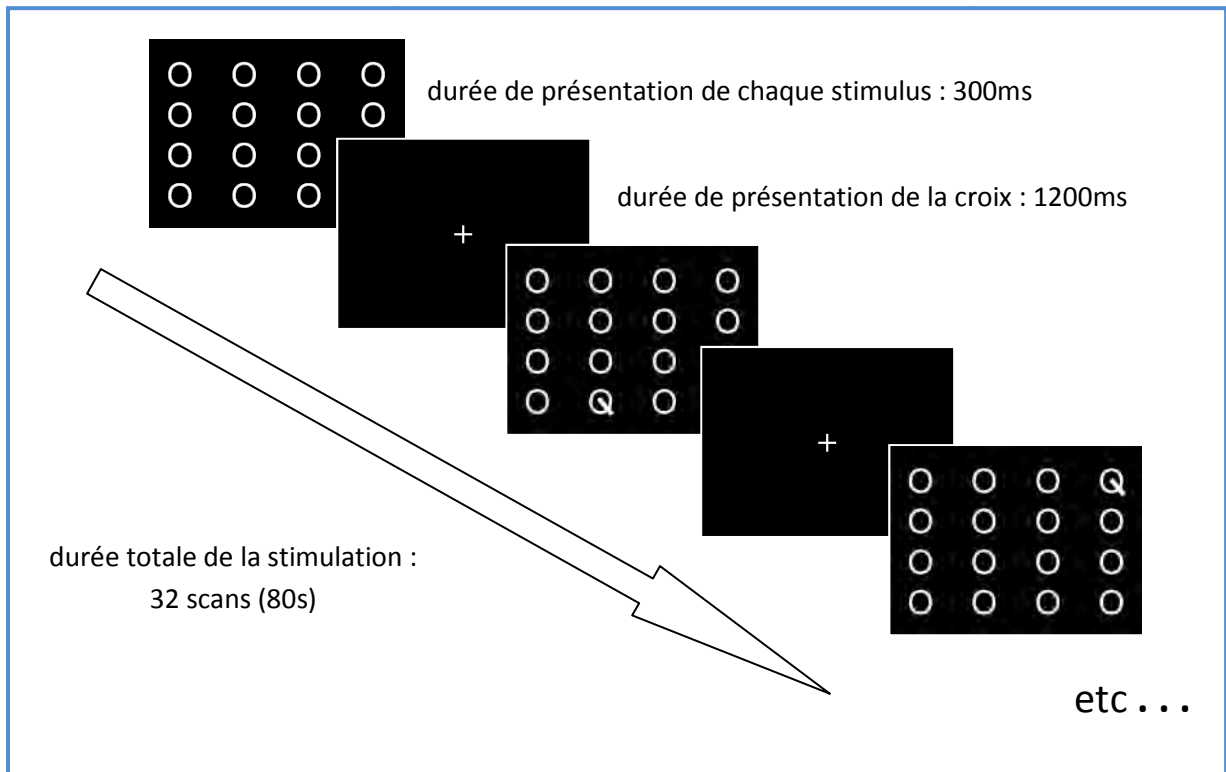 O O O O
O O O O
O O O
O O O
durée de présentation de chaque stimulus : 300ms
+
durée de présentation de la croix : 1200ms
O O O O
O O O O
O O O
O Q O
+
O O O Q
O O O O
O O O O
O O O O
durée totale de la stimulation :
32 scans (80s)
etc . . .